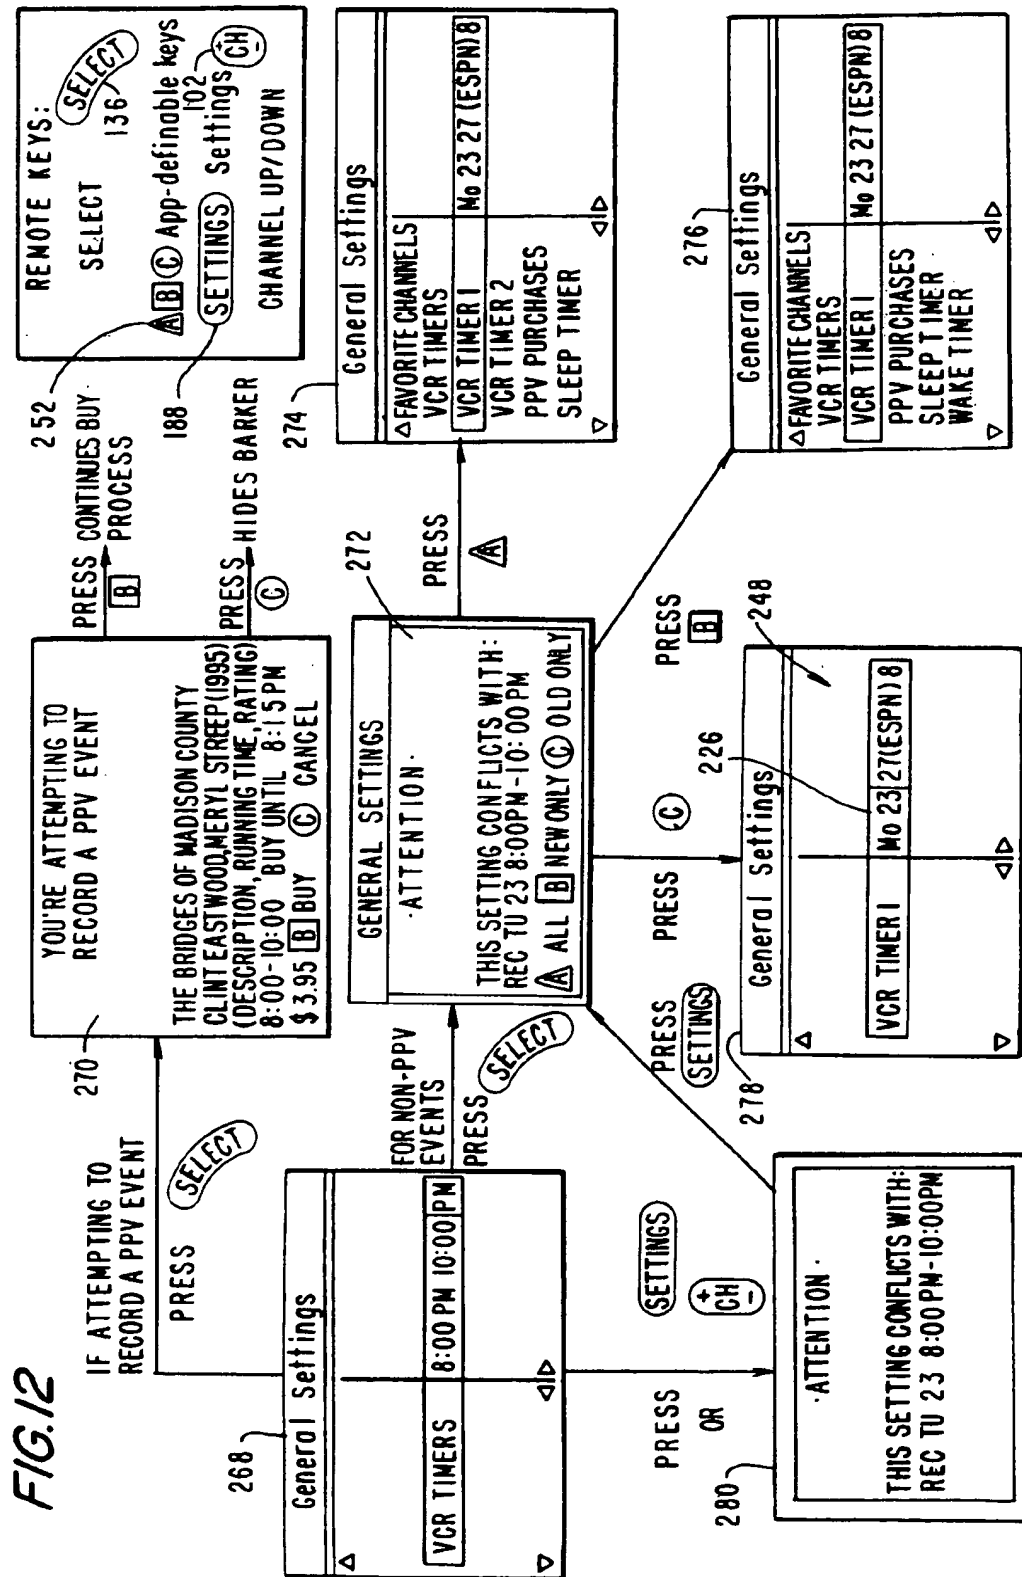 FIG.12
IF ATTEMPTING TO
RECORD A PPV EVENT
PRESS
SELECT
270
YOU'RE ATTEMPTING TO
RECORD A PPV EVENT
THE BRIDGES OF MADISON COUNTY
CLINT EASTWOOD, MERYL STREEP (1995)
(DESCRIPTION, RUNNING TIME, RATING)
8:00-10:00 BUY UNTIL 8:15 PM
$3.95 B BUY C CANCEL
PRESS CONTINUES BUY
B PROCESS
PRESS HIDES BARKER
C
REMOTE KEYS:
SELECT SELECT
136
252
A B C App-definable keys
102
188
SETTINGS Settings +CH-
CHANNEL UP/DOWN
268
General Settings
VCR TIMERS 8:00 PM 10:00 PM
FOR NON-PPV
EVENTS
PRESS
SELECT
272
GENERAL SETTINGS
·ATTENTION·
THIS SETTING CONFLICTS WITH:
REC TU 23 8:00PM-10:00PM
A ALL B NEW ONLY C OLD ONLY
PRESS
A
274
General Settings
FAVORITE CHANNELS
VCR TIMERS
VCR TIMER 1 Mo 23 27 (ESPN) 8
VCR TIMER 2
PPV PURCHASES
SLEEP TIMER
PRESS
OR
SETTINGS
+CH-
280
·ATTENTION·
THIS SETTING CONFLICTS WITH:
REC TU 23 8:00PM-10:00PM
PRESS
SETTINGS
PRESS
C
278
General Settings
226
248
VCR TIMER 1 Mo 23 27(ESPN) 8
PRESS
B
276
General Settings
FAVORITE CHANNELS
VCR TIMERS
VCR TIMER 1 Mo 23 27 (ESPN) 8
PPV PURCHASES
SLEEP TIMER
WAKE TIMER